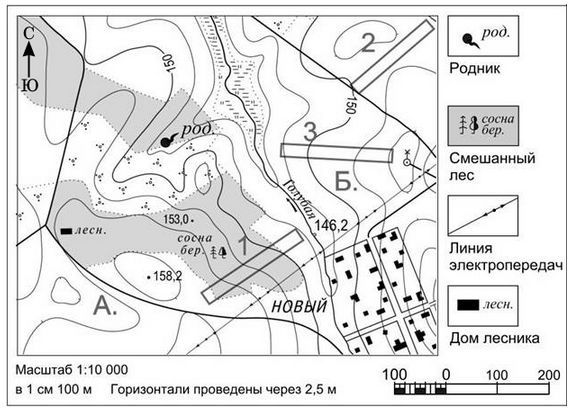 С
Ю
150
род.
153,0
лесн.
сосна
бер.
158,2
А.
1
2
3
150
Б.
Голубая
146,2
НОВЫЙ
род.
Родник
сосна
бер.
Смешанный
лес
Линия
электропередач
лесн.
Дом лесника
Масштаб 1:10 000
в 1 см 100 м Горизонтали проведены через 2,5 м
100 0 100 200